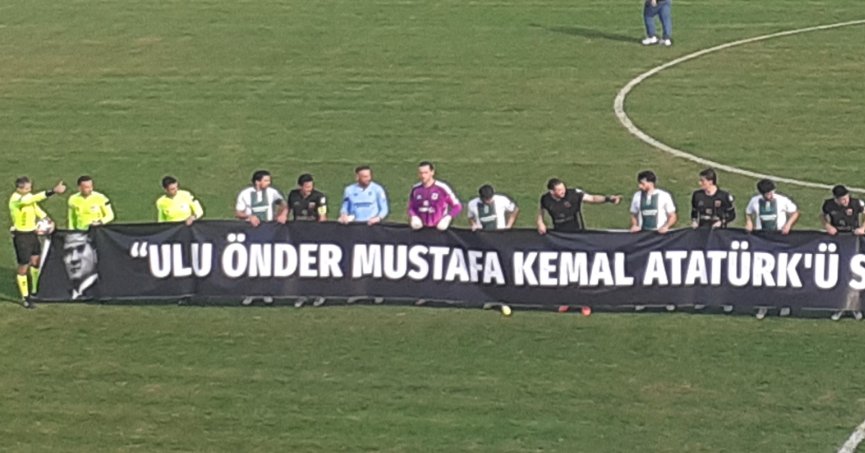 "ULU ÖNDER MUSTAFA KEMAL ATATÜRK'Ü S